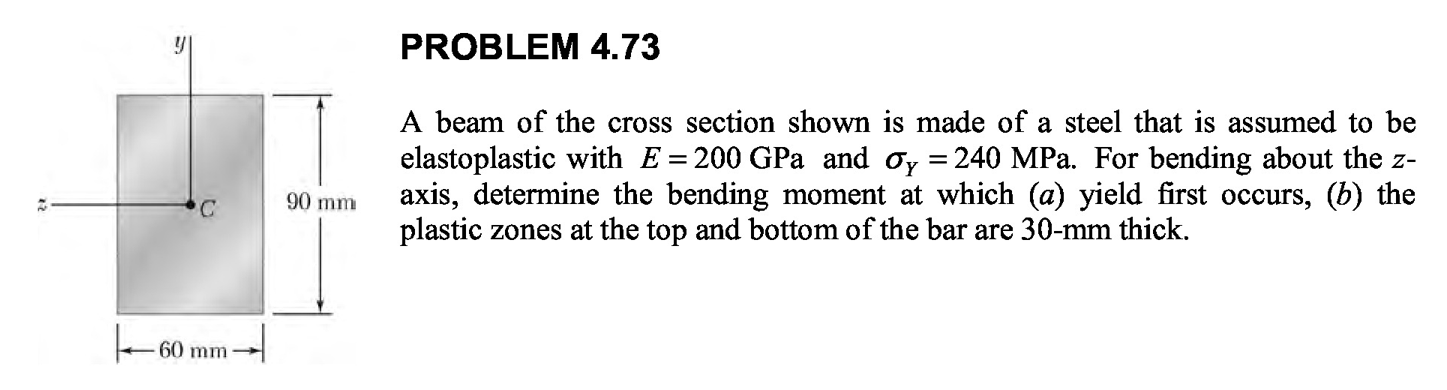 PROBLEM 4.73
A beam of the cross section shown is made of a steel that is assumed to be
elastoplastic with E = 200 GPa and σY = 240 MPa. For bending about the z-
axis, determine the bending moment at which (a) yield first occurs, (b) the
plastic zones at the top and bottom of the bar are 30-mm thick.
y
z
C
90 mm
60 mm